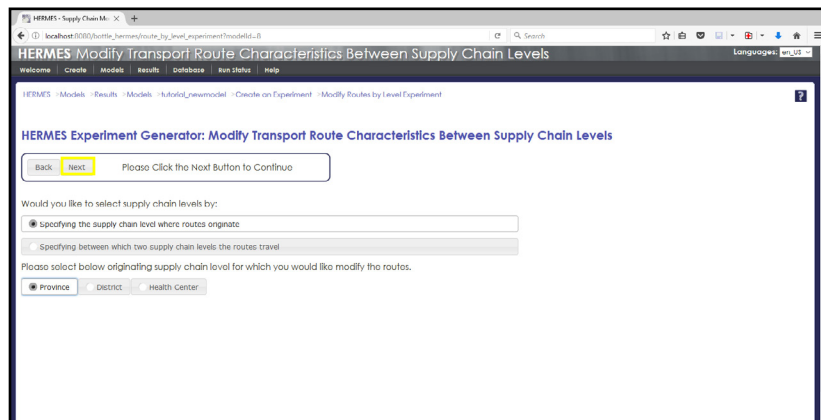 HERMES - Supply Chain Mo
localhost:8080/bottle_hermes/route_by_level_experiment?modelId=8
Search
HERMES Modify Transport Route Characteristics Between Supply Chain Levels
Languages: en_US
Welcome Create Models Results Database Run Status Help
HERMES >Models >Results >Models >tutorial_newmodel >Create an Experiment >Modify Routes by Level Experiment
?
HERMES Experiment Generator: Modify Transport Route Characteristics Between Supply Chain Levels
Back Next Please Click the Next Button to Continue
Would you like to select supply chain levels by:
Specifying the supply chain level where routes originate
Specifying between which two supply chain levels the routes travel
Please select below originating supply chain level for which you would like modify the routes.
Province District Health Center